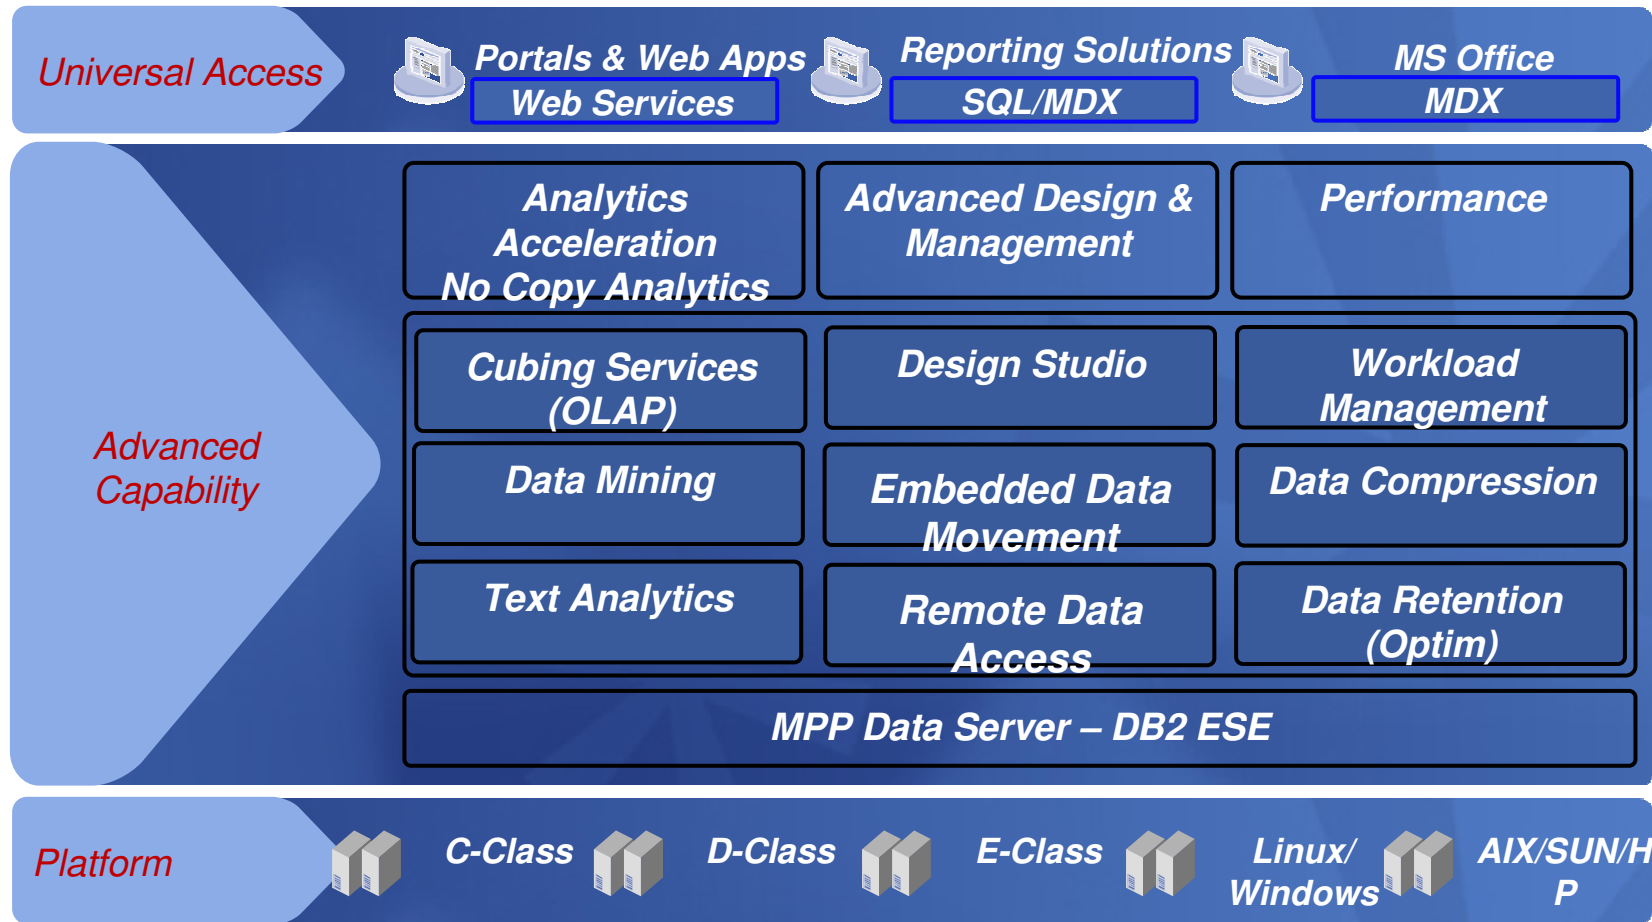 Universal Access
Portals & Web Apps
Web Services
Reporting Solutions
SQL/MDX
MS Office
MDX
Advanced
Capability
Analytics
Acceleration
No Copy Analytics
Advanced Design &
Management
Performance
Cubing Services
(OLAP)
Design Studio
Workload
Management
Data Mining
Embedded Data
Movement
Data Compression
Text Analytics
Remote Data
Access
Data Retention
(Optim)
MPP Data Server – DB2 ESE
Platform
C-Class
D-Class
E-Class
Linux/
Windows
AIX/SUN/H
P